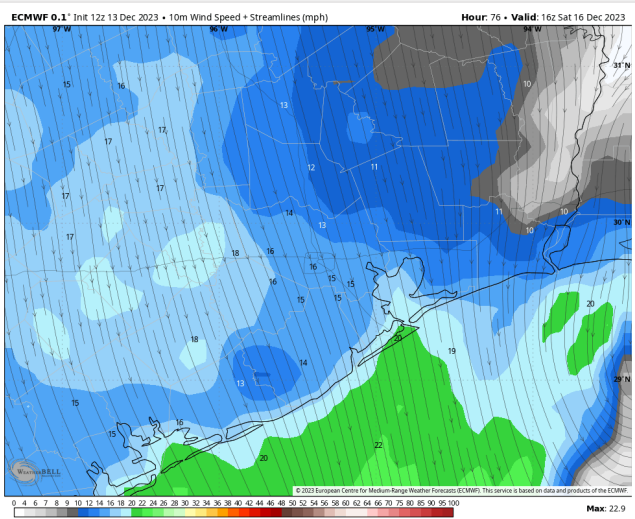 ECMWF 0.1° Init 12z 13 Dec 2023 • 10m Wind Speed + Streamlines (mph)
Hour: 76 • Valid: 16z Sat 16 Dec 2023
97°W 96°W 95°W 94°W
31°N
15 16 10
13
17
17
12 11
17 17
14 11 10
13 30°N
17 10
18 16
16
15
16 15
15 15
20
18 20 19
14
13 29°N
15
16
15
22
20
WeatherBELL
© 2023 European Centre for Medium-Range Weather Forecasts (ECMWF). This service is based on data and products of the ECMWF.
0 4 6 7 8 9 10 12 14 16 18 20 22 24 26 28 30 32 34 36 38 40 42 44 46 48 50 52 54 56 58 60 62 64 66 68 70 75 80 85 90 95 100
Max: 22.9